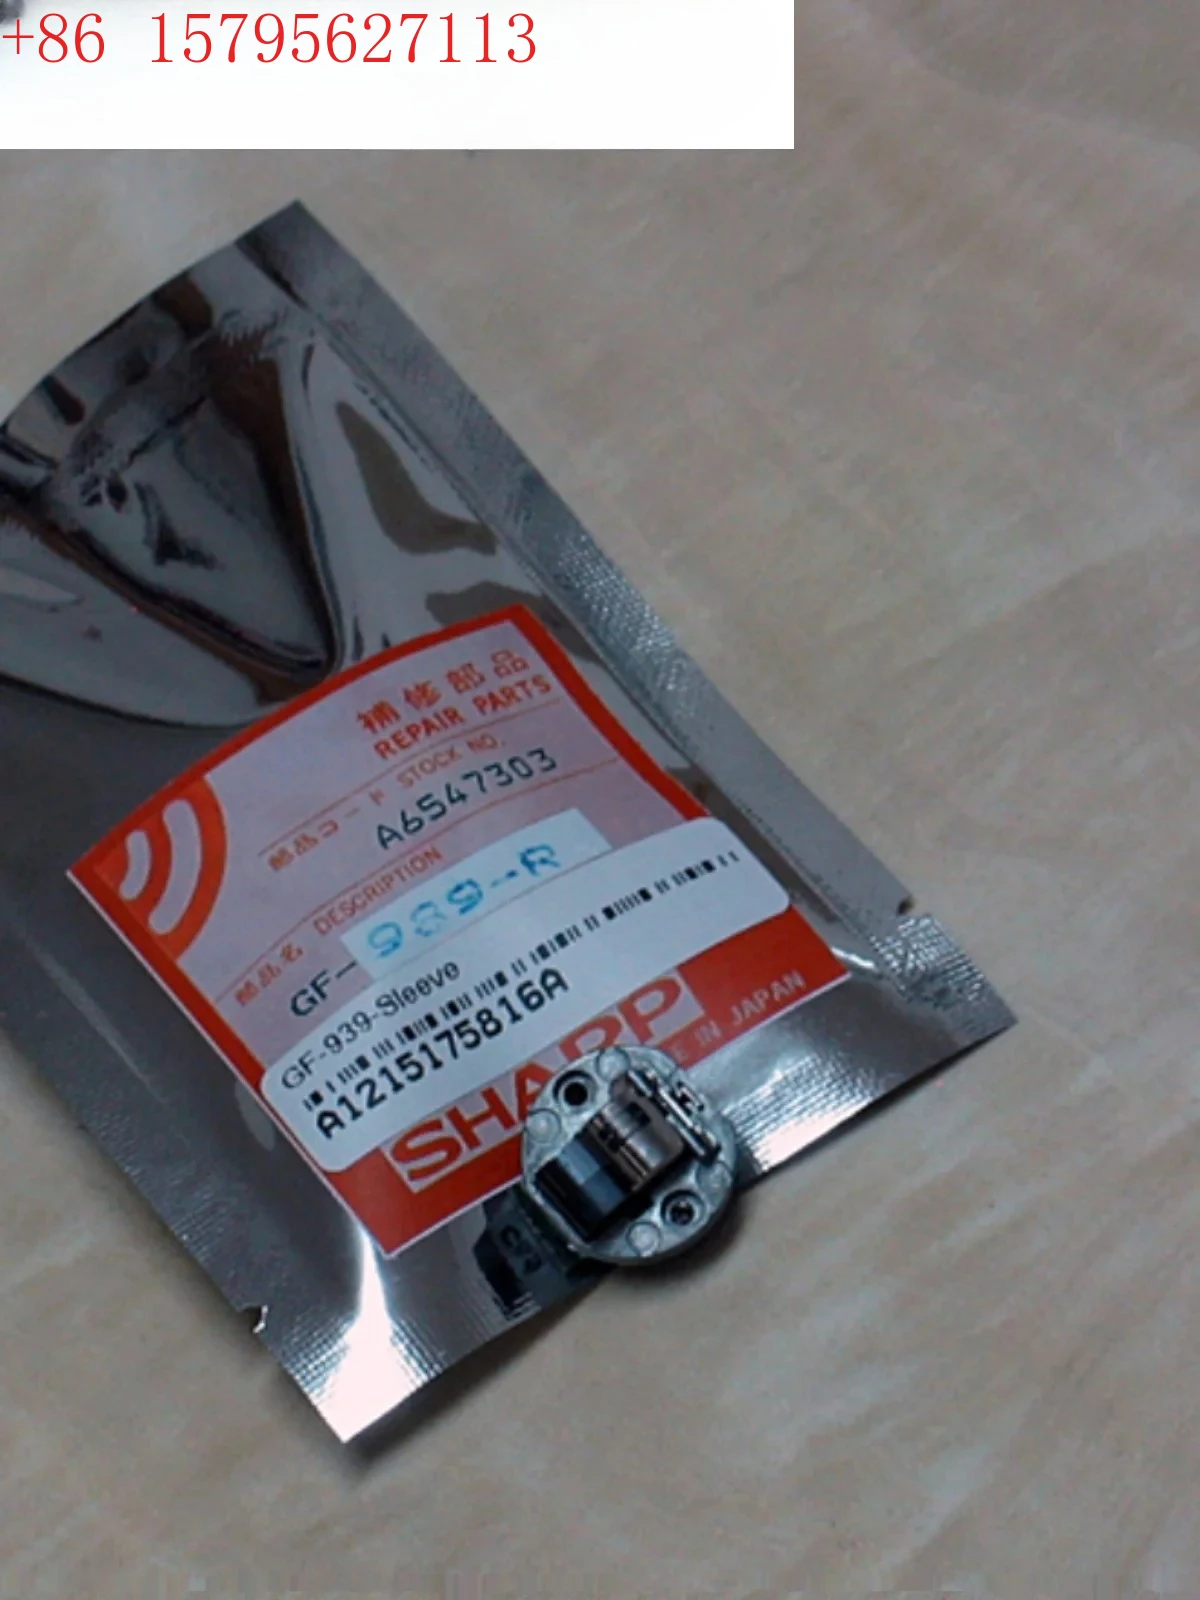 +86 15795627113
補修部品
REPAIR PARTS
部品コード STOCK NO.
A6547303
部品名 DESCRIPTION
GF-989-R
GF-939-Sleeve
A1215175816A
SHARP
IN JAPAN